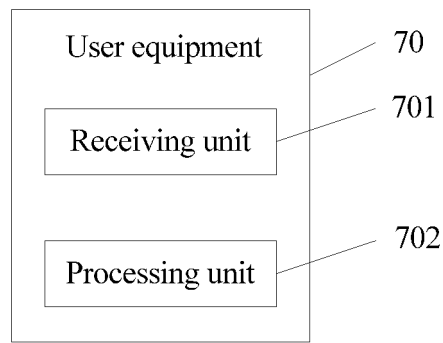 User equipment
70
701
Receiving unit
702
Processing unit